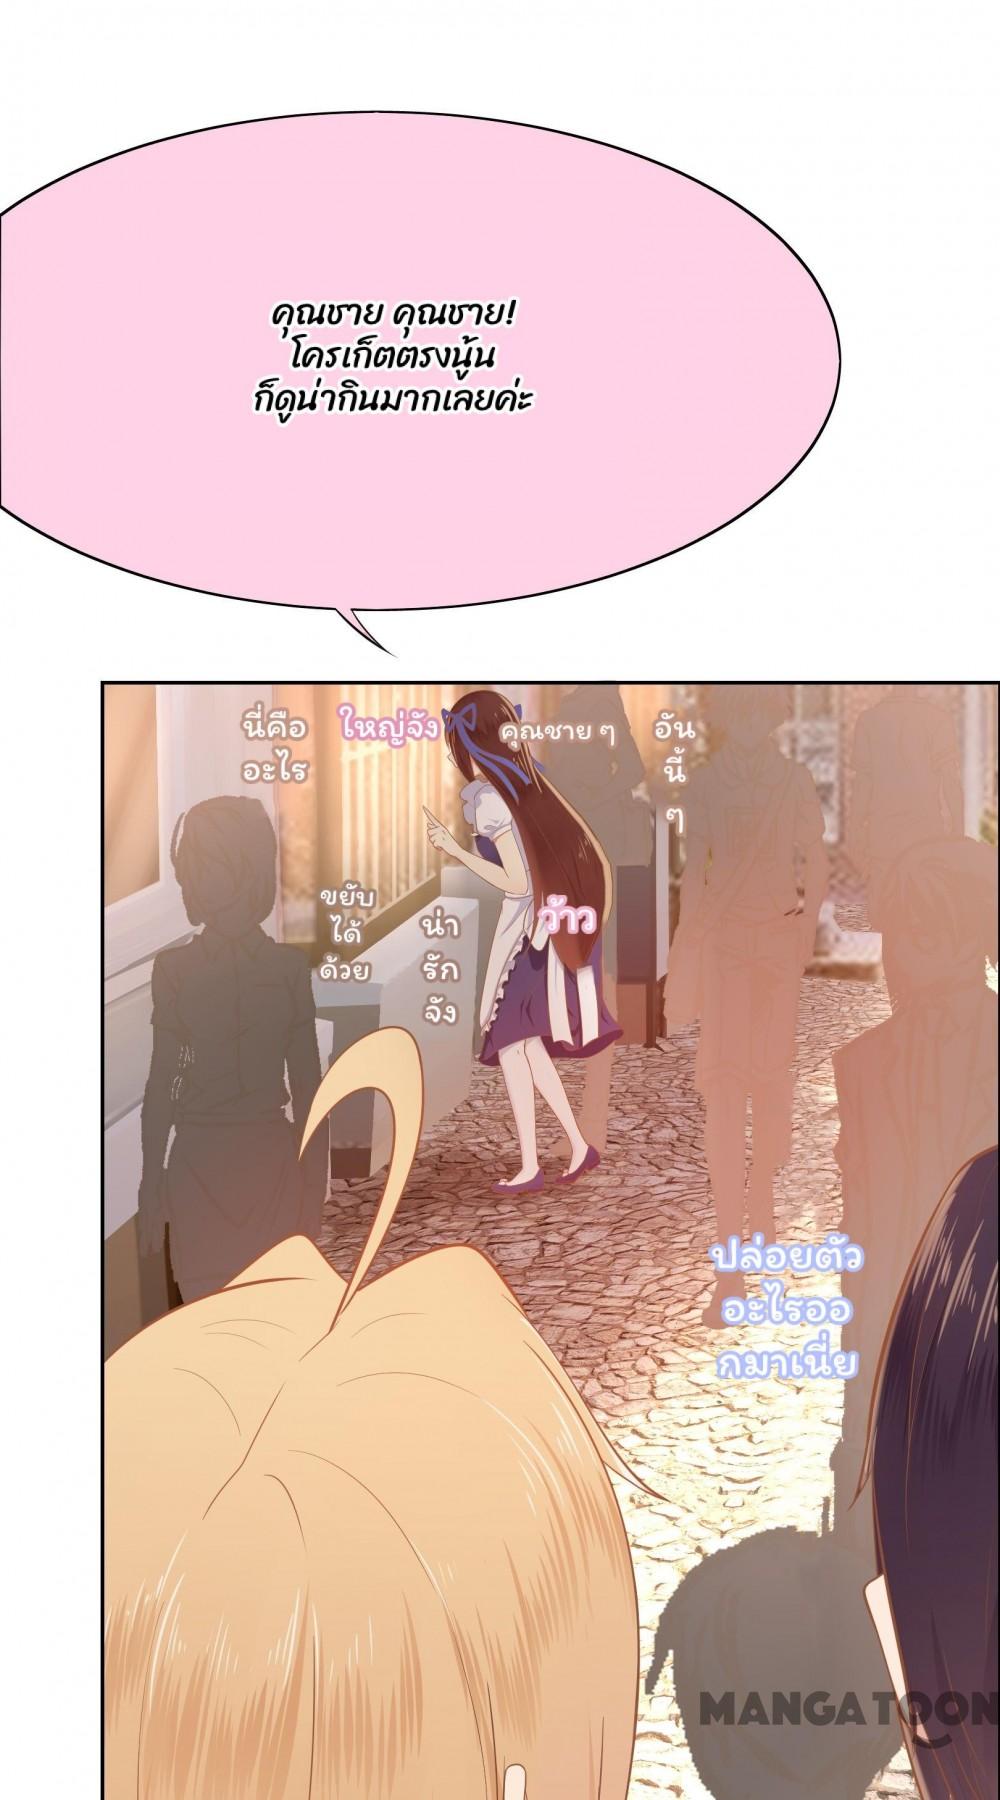 คุณชาย คุณชาย!
โครเก็ตตรงนู้น
ก็ดูน่ากินมากเลยค่ะ
นี่คือ
อะไร
ใหญ่จัง
คุณชาย ๆ
อัน
นี้
ๆ
ขยับ
ได้
ด้วย
น่า
รัก
จัง
ว้าว
ปล่อยตัว
อะไรออ
กมาเนี่ย
MANGATOON